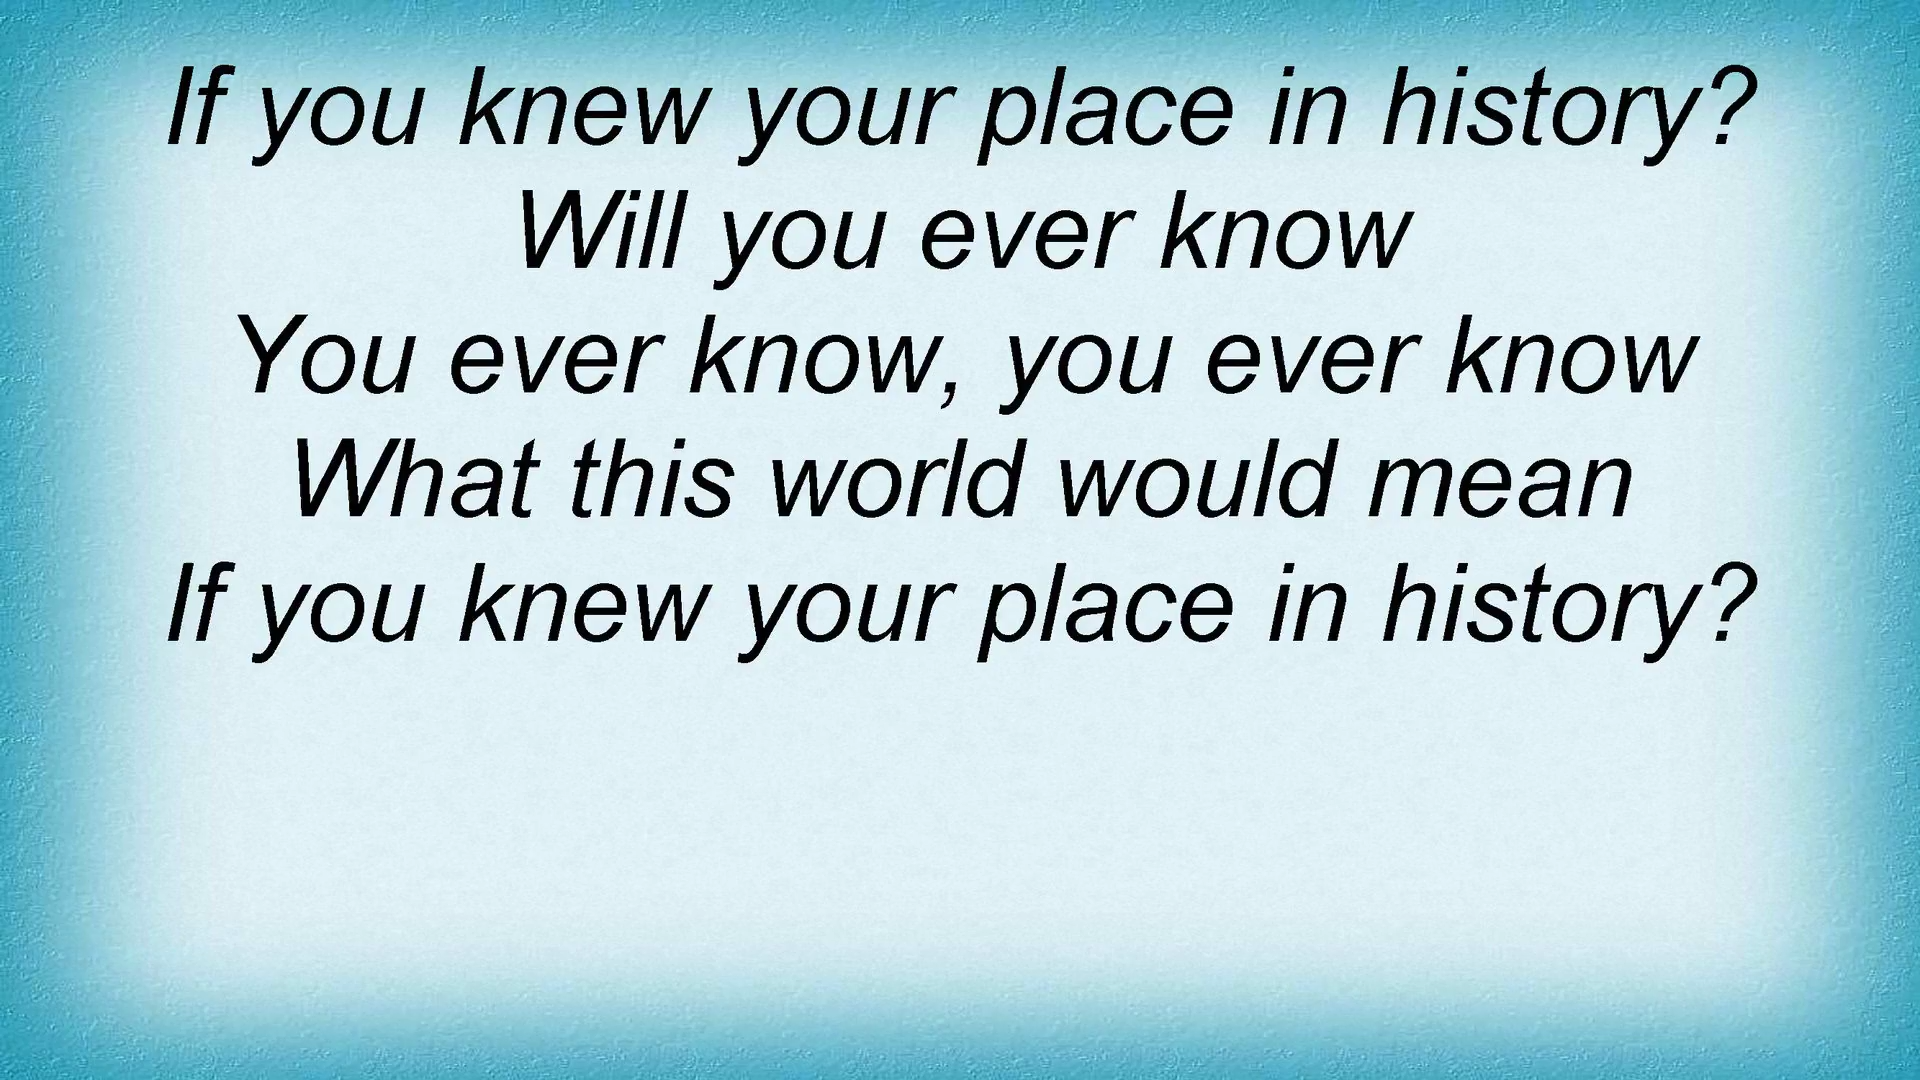 If you knew your place in history?
Will you ever know
You ever know, you ever know
What this world would mean
If you knew your place in history?